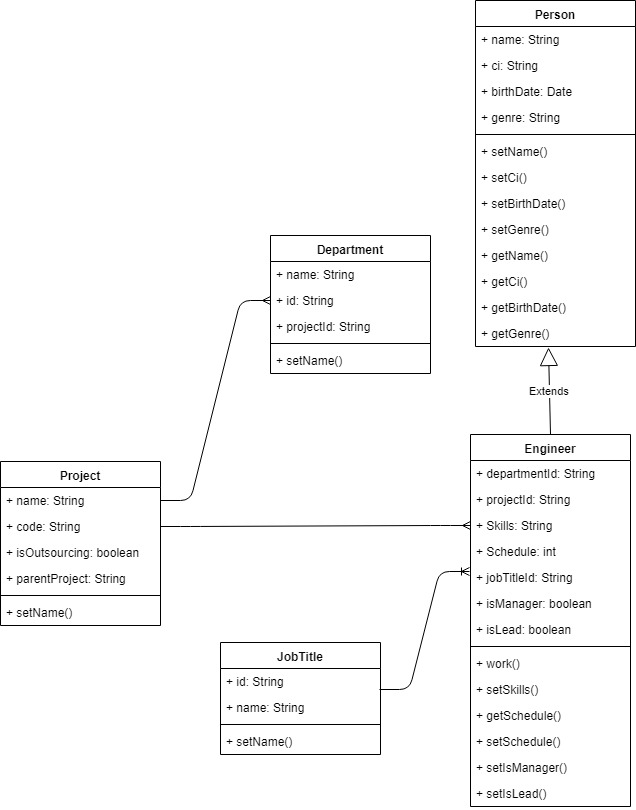 Person
+ name: String
+ ci: String
+ birthDate: Date
+ genre: String
+ setName()
+ setCi()
+ setBirthDate()
+ setGenre()
+ getName()
+ getCi()
+ getBirthDate()
+ getGenre()
Department
+ name: String
+ id: String
+ projectId: String
+ setName()
Extends
Project
+ name: String
+ code: String
+ isOutsourcing: boolean
+ parentProject: String
+ setName()
Engineer
+ departmentId: String
+ projectId: String
+ Skills: String
+ Schedule: int
+ jobTitleId: String
+ isManager: boolean
+ isLead: boolean
+ work()
+ setSkills()
+ getSchedule()
+ setSchedule()
+ setIsManager()
+ setIsLead()
JobTitle
+ id: String
+ name: String
+ setName()